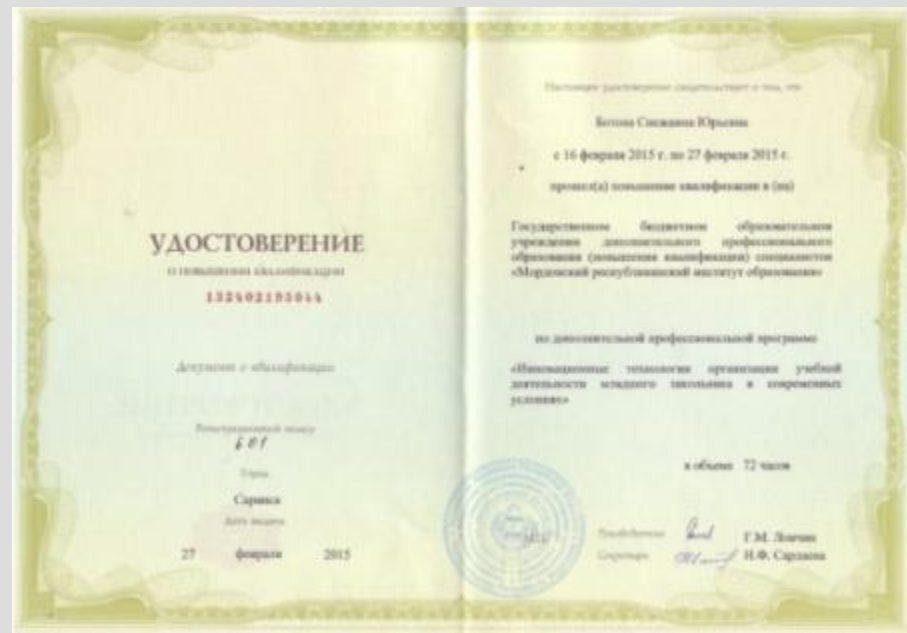 УДОСТОВЕРЕНИЕ
о повышении квалификации
132402195044
Документ о квалификации
Регистрационный номер
601
Город
Саранск
Дата выдачи
27 февраля 2015
Настоящее удостоверение свидетельствует о том, что
Ботова Снежанна Юрьевна
с 16 февраля 2015 г. по 27 февраля 2015 г.
прошел(а) повышение квалификации в (на)
Государственном бюджетном образовательном
учреждении дополнительного профессионального
образования (повышения квалификации) специалистов
«Мордовский республиканский институт образования»
по дополнительной профессиональной программе
«Инновационные технологии организации учебной
деятельности младшего школьника в современных
условиях»
в объеме 72 часов
Руководитель
Секретарь